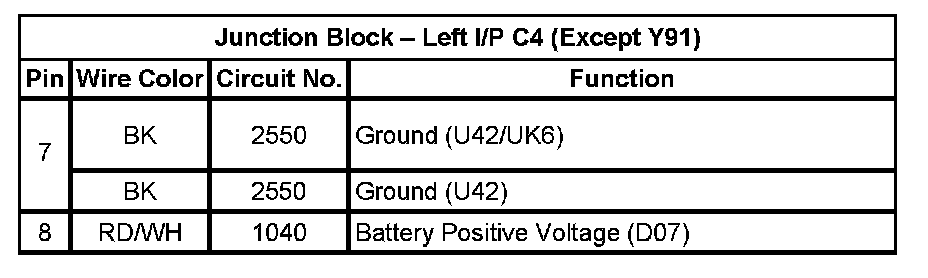 Junction Block – Left I/P C4 (Except Y91)
Pin Wire Color Circuit No. Function
7 BK 2550 Ground (U42/UK6)
BK 2550 Ground (U42)
8 RD/WH 1040 Battery Positive Voltage (D07)